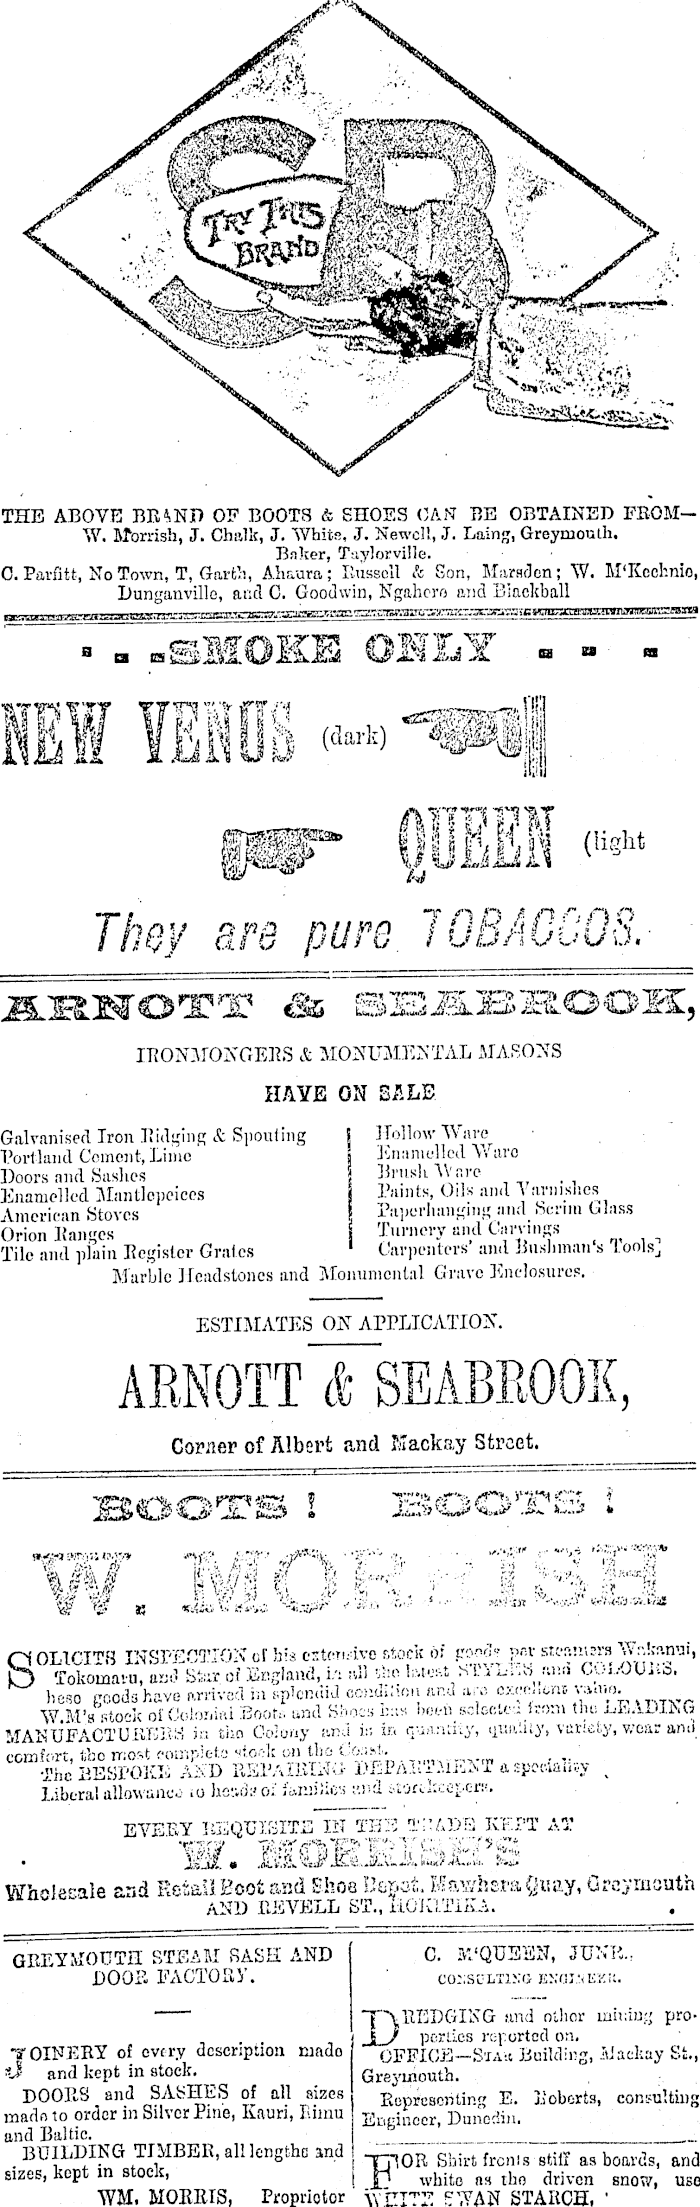 SB
TRY THIS
BRAND
THE ABOVE BRAND OF BOOTS & SHOES CAN BE OBTAINED FROM—
W. Morrish, J. Chalk, J. White, J. Newell, J. Laing, Greymouth.
Baker, Taylorville.
C. Parfitt, No Town, T, Garth, Ahaura; Russell & Son, Marsden; W. M'Kechnie,
Dunganville, and C. Goodwin, Ngahere and Blackball
SMOKE ONLY
NEW VENUS (dark)
QUEEN (light
They are pure TOBACCOS.
ARNOTT & SEABROOK,
IRONMONGERS & MONUMENTAL MASONS
HAVE ON SALE
Galvanised Iron Ridging & Spouting
Portland Cement, Lime
Doors and Sashes
Enamelled Mantlepeices
American Stoves
Orion Ranges
Tile and plain Register Grates
Hollow Ware
Enamelled Ware
Brush Ware
Paints, Oils and Varnishes
Paperhanging and Scrim Glass
Turnery and Carvings
Carpenters' and Bushman's Tools]
Marble Headstones and Monumental Grave Enclosures.
ESTIMATES ON APPLICATION.
ARNOTT & SEABROOK,
Corner of Albert and Mackay Street.
BOOTS! BOOTS!
W. MORRISH
SOLICITS INSPECTION of his extensive stock of goods per steamers Wakanui,
Tokomaru, and Star of England, in all the latest STYLES and COLOURS.
hese goods have arrived in splendid condition and are excellent value.
W.M's stock of Colonial Boots and Shoes has been selected from the LEADING
MANUFACTURERS in the Colony and is in quantity, quality, variety, wear and
comfort, the most complete stock on the Coast.
The BESPOKE AND REPAIRING DEPARTMENT a speciality
Liberal allowance to heads of families and storekeepers.
EVERY REQUISITE IN THE TRADE KEPT AT
W. MORRISH'S
Wholesale and Retail Boot and Shoe Depot, Mawhera Quay, Greymouth
AND REVELL ST., HOKITIKA.
GREYMOUTH STEAM SASH AND
DOOR FACTORY.
JOINERY of every description made
and kept in stock.
DOORS and SASHES of all sizes
made to order in Silver Pine, Kauri, Rimu
and Baltic.
BUILDING TIMBER, all lengths and
sizes, kept in stock,
WM. MORRIS, Proprietor
C. M'QUEEN, JUNR.,
CONSULTING ENGINEER.
DREDGING and other mining pro-
perties reported on.
OFFICE—STAR Building, Mackay St.,
Greymouth.
Representing E. Roberts, consulting
Engineer, Dunedin.
FOR Shirt fronts stiff as boards, and
white as the driven snow, use
WHITE SWAN STARCH,